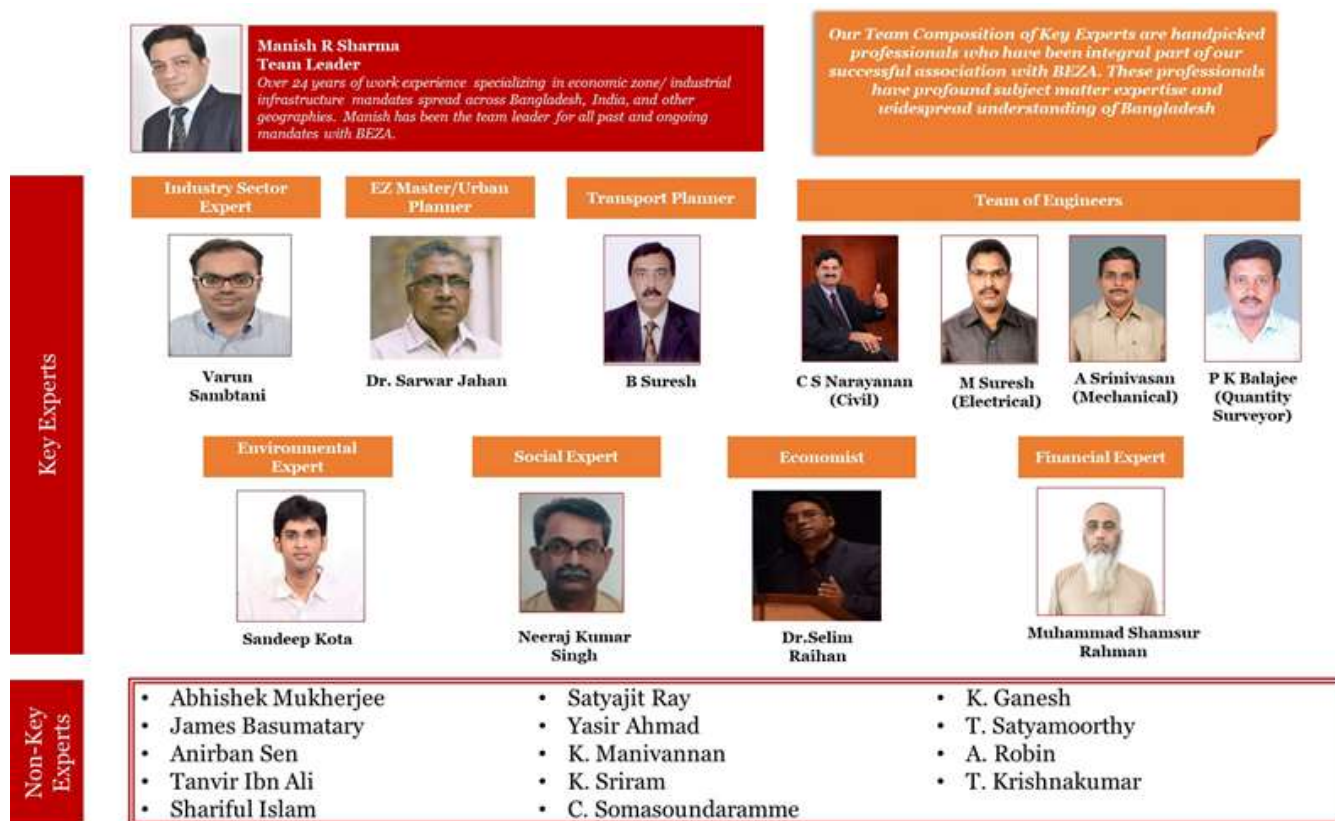 Manish R Sharma
Team Leader
Over 24 years of work experience specializing in economic zone/ industrial
infrastructure mandates spread across Bangladesh, India, and other
geographies. Manish has been the team leader for all past and ongoing
mandates with BEZA.
Our Team Composition of Key Experts are handpicked
professionals who have been integral part of our
successful association with BEZA. These professionals
have profound subject matter expertise and
widespread understanding of Bangladesh
Key Experts
Industry Sector
Expert
EZ Master/Urban
Planner
Transport Planner
Team of Engineers
Varun
Sambtani
Dr. Sarwar Jahan
B Suresh
C S Narayanan
(Civil)
M Suresh
(Electrical)
A Srinivasan
(Mechanical)
P K Balajee
(Quantity
Surveyor)
Environmental
Expert
Social Expert
Economist
Financial Expert
Sandeep Kota
Neeraj Kumar
Singh
Dr.Selim
Raihan
Muhammad Shamsur
Rahman
Non-Key
Experts
• Abhishek Mukherjee
• James Basumatary
• Anirban Sen
• Tanvir Ibn Ali
• Shariful Islam
• Satyajit Ray
• Yasir Ahmad
• K. Manivannan
• K. Sriram
• C. Somasoundaramme
• K. Ganesh
• T. Satyamoorthy
• A. Robin
• T. Krishnakumar